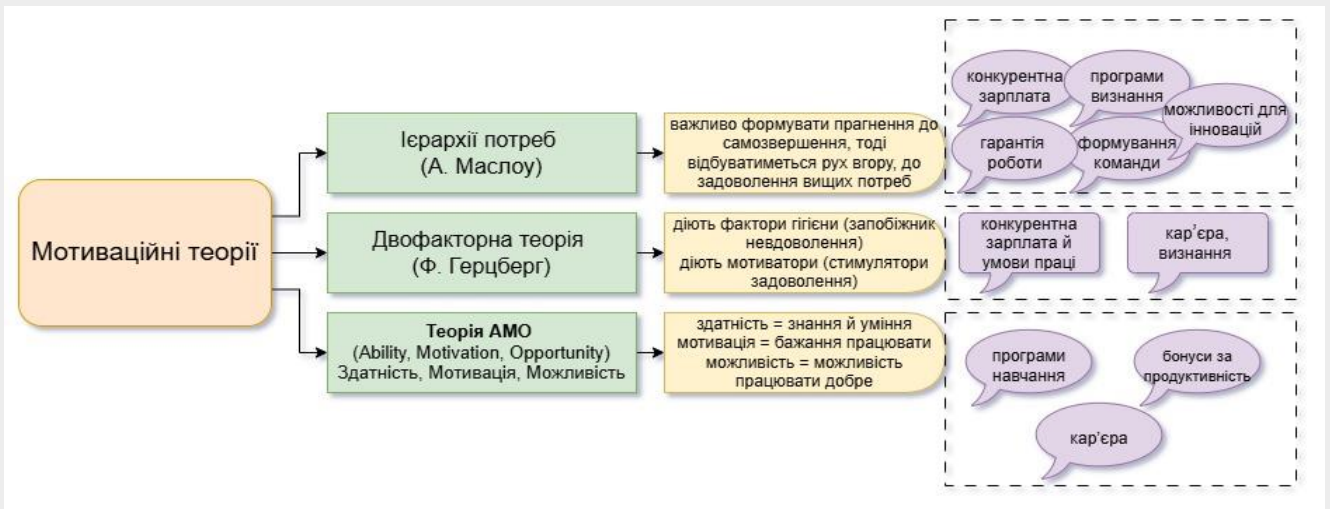 Мотиваційні теорії
Ієрархії потреб
(А. Маслоу)
важливо формувати прагнення до
самозвершення, тоді
відбуватиметься рух вгору, до
задоволення вищих потреб
конкурентна
зарплата
програми
визнання
можливості для
інновацій
гарантія
роботи
формування
команди
Двофакторна теорія
(Ф. Герцберг)
діють фактори гігієни (запобіжник
невдоволення)
діють мотиватори (стимулятори
задоволення)
конкурентна
зарплата й
умови праці
кар’єра,
визнання
Теорія АМО
(Ability, Motivation, Opportunity)
Здатність, Мотивація, Можливість
здатність = знання й уміння
мотивація = бажання працювати
можливість = можливість
працювати добре
програми
навчання
бонуси за
продуктивність
кар’єра